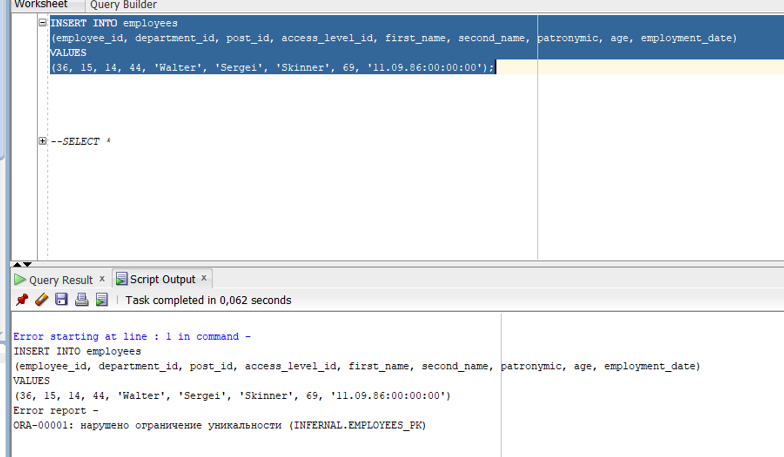 Worksheet Query Builder
INSERT INTO employees
(employee_id, department_id, post_id, access_level_id, first_name, second_name, patronymic, age, employment_date)
VALUES
(36, 15, 14, 44, 'Walter', 'Sergei', 'Skinner', 69, '11.09.86:00:00:00');
--SELECT *
Query Result x Script Output x
Task completed in 0,062 seconds
Error starting at line : 1 in command -
INSERT INTO employees
(employee_id, department_id, post_id, access_level_id, first_name, second_name, patronymic, age, employment_date)
VALUES
(36, 15, 14, 44, 'Walter', 'Sergei', 'Skinner', 69, '11.09.86:00:00:00')
Error report -
ORA-00001: нарушено ограничение уникальности (INFERNAL.EMPLOYEES_PK)